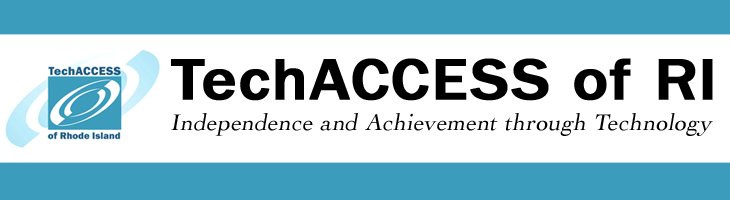 TechACCESS
of Rhode Island
TechACCESS of RI
Independence and Achievement through Technology